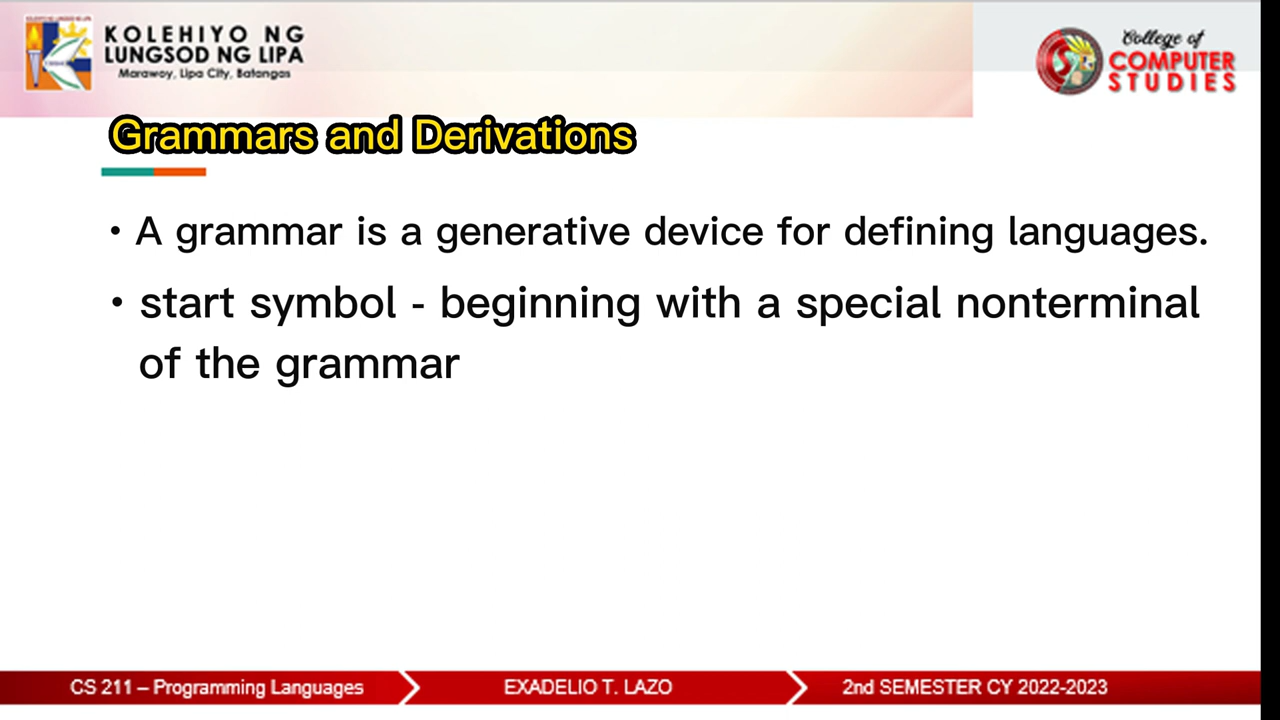 KOLEHIYO NG
LUNGSOD NG LIPA
Marawoy, Lipa City, Batangas
College of
COMPUTER
STUDIES
Grammars and Derivations
• A grammar is a generative device for defining languages.
• start symbol - beginning with a special nonterminal
of the grammar
CS 211 – Programming Languages
EXADELIO T. LAZO
2nd SEMESTER CY 2022-2023